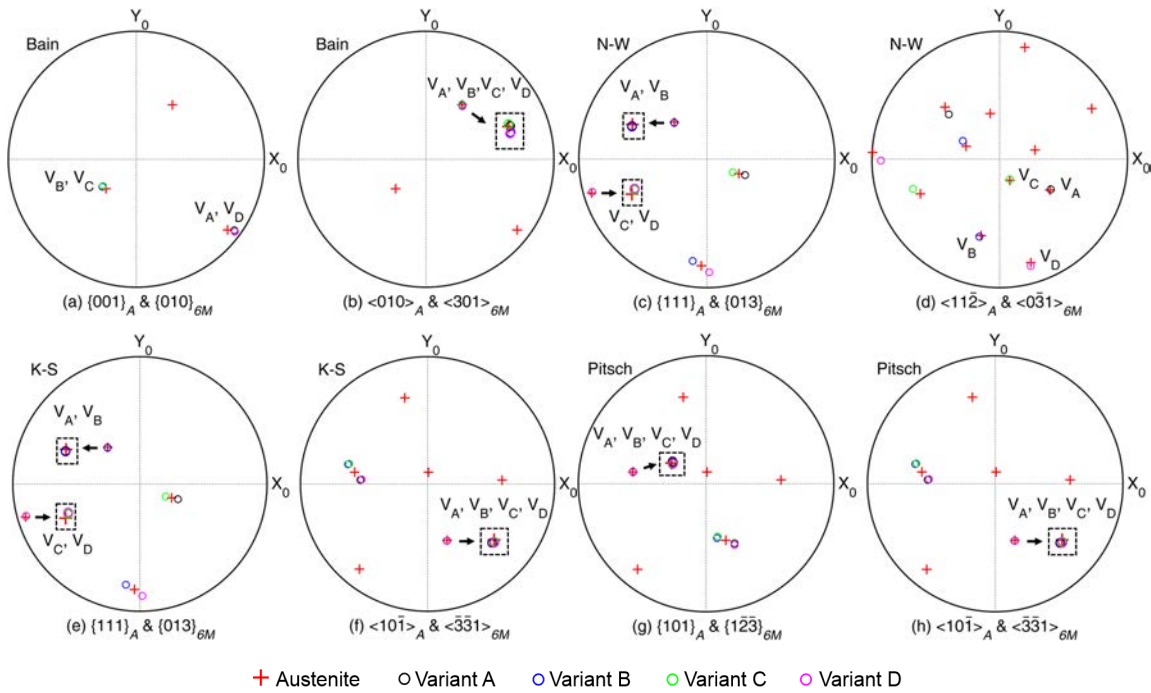 Y0 Y0 Y0 Y0
Bain Bain N-W N-W
VA, VB,VC, VD
VA, VB
X0 X0 X0 X0
VB, VC
VC
VA
VA, VD
VC, VD
VB
VD
(a) {001}A & {010}6M (b) <010>A & <301>6M (c) {111}A & {013}6M (d) <112̄>A & <03̄1>6M
Y0 Y0 Y0 Y0
K-S K-S Pitsch Pitsch
VA, VB
VA, VB, VC, VD
X0 X0 X0 X0
VA, VB, VC, VD
VA, VB, VC, VD
VC, VD
(e) {111}A & {013}6M (f) <101̄>A & <3̄3̄1>6M (g) {101}A & {12̄3̄}6M (h) <101̄>A & <3̄3̄1>6M
Austenite Variant A Variant B Variant C Variant D